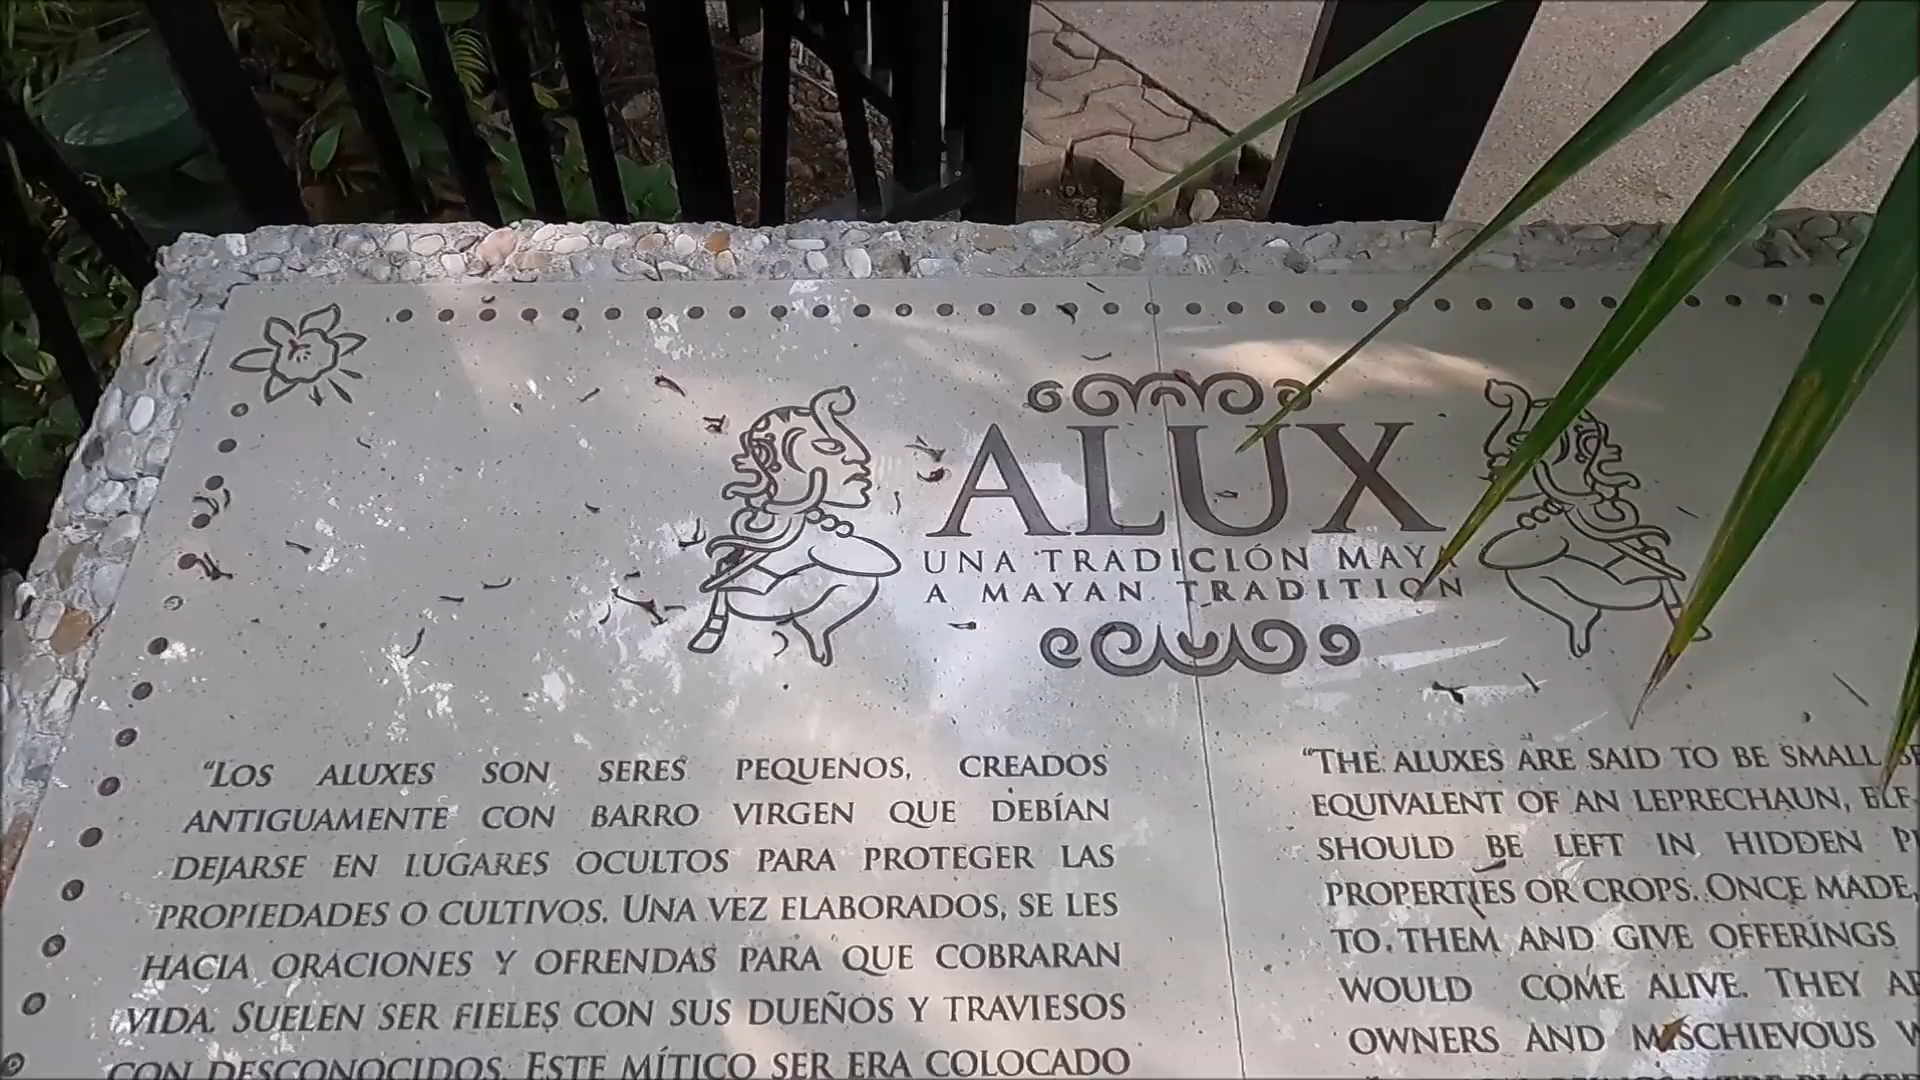 ALUX
UNA TRADICIÓN MAYA
A MAYAN TRADITION
"LOS ALUXES SON SERES PEQUENOS, CREADOS
ANTIGUAMENTE CON BARRO VIRGEN QUE DEBÍAN
DEJARSE EN LUGARES OCULTOS PARA PROTEGER LAS
PROPIEDADES O CULTIVOS. UNA VEZ ELABORADOS, SE LES
HACIA ORACIONES Y OFRENDAS PARA QUE COBRARAN
VIDA. SUELEN SER FIELES CON SUS DUEÑOS Y TRAVIESOS
CON DESCONOCIDOS. ESTE MÍTICO SER ERA COLOCADO
"THE ALUXES ARE SAID TO BE SMALL
EQUIVALENT OF AN LEPRECHAUN,
SHOULD BE LEFT IN HIDDEN
PROPERTIES OR CROPS. ONCE MADE,
TO THEM AND GIVE OFFERINGS
WOULD COME ALIVE. THEY
OWNERS AND MISCHIEVOUS